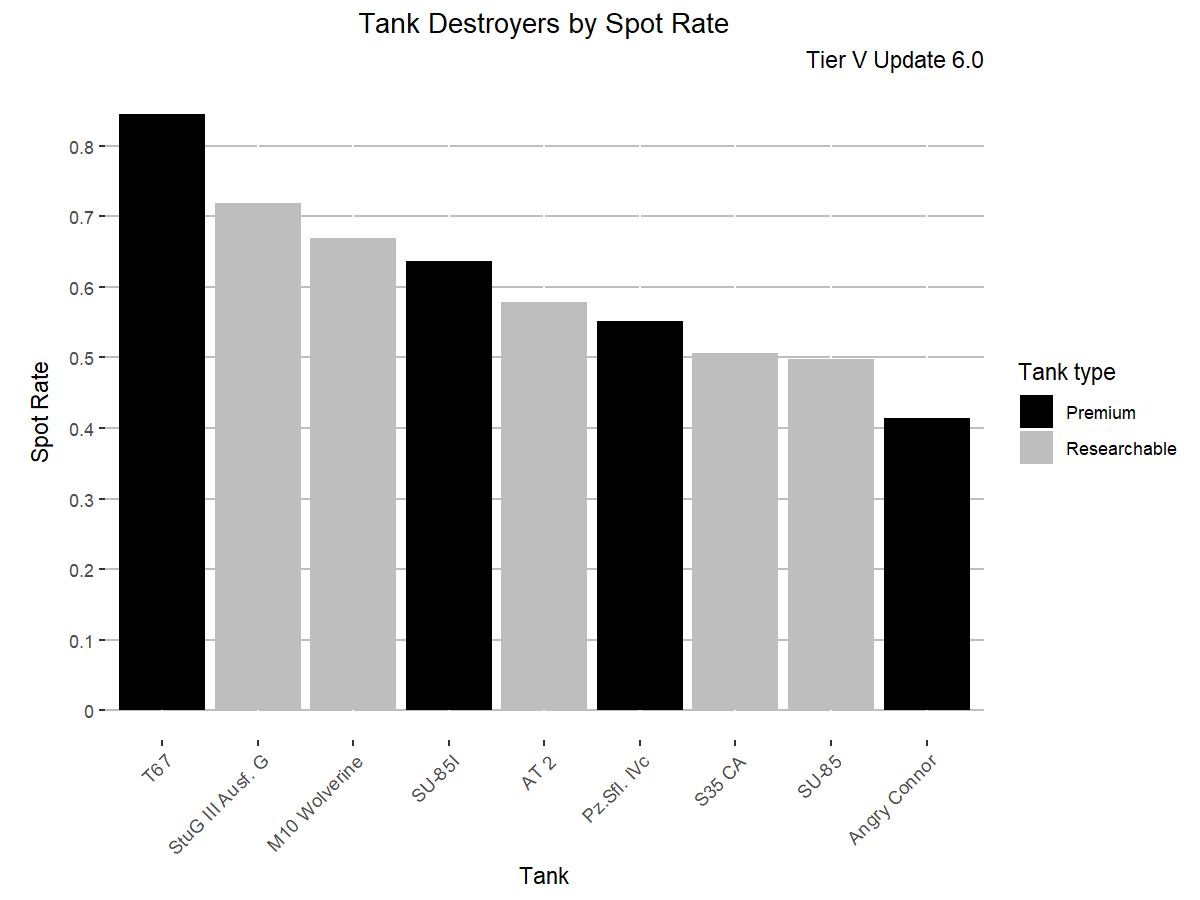 Tank Destroyers by Spot Rate
Tier V Update 6.0
Spot Rate
0.8
0.7
0.6
0.5
0.4
0.3
0.2
0.1
0
T67
StuG III Ausf. G
M10 Wolverine
SU-85I
AT 2
Pz.Sfl. IVc
S35 CA
SU-85
Angry Connor
Tank
Tank type
Premium
Researchable